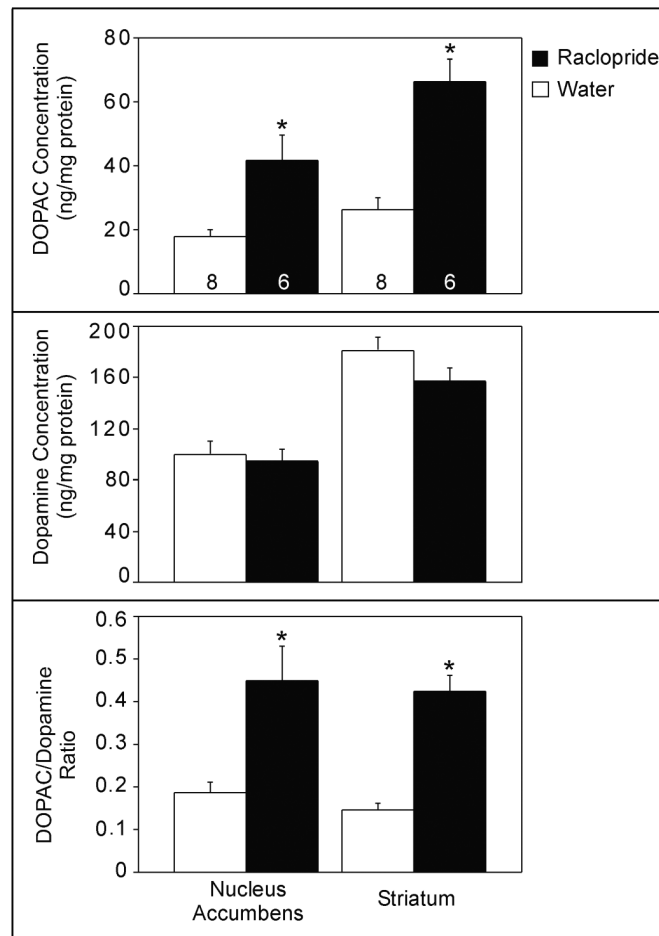 DOPAC Concentration
(ng/mg protein)
80
60
40
20
0
*
*
8
6
8
6
Raclopride
Water
Dopamine Concentration
(ng/mg protein)
200
160
120
80
40
0
DOPAC/Dopamine
Ratio
0.6
0.5
0.4
0.3
0.2
0.1
0
*
*
Nucleus
Accumbens
Striatum